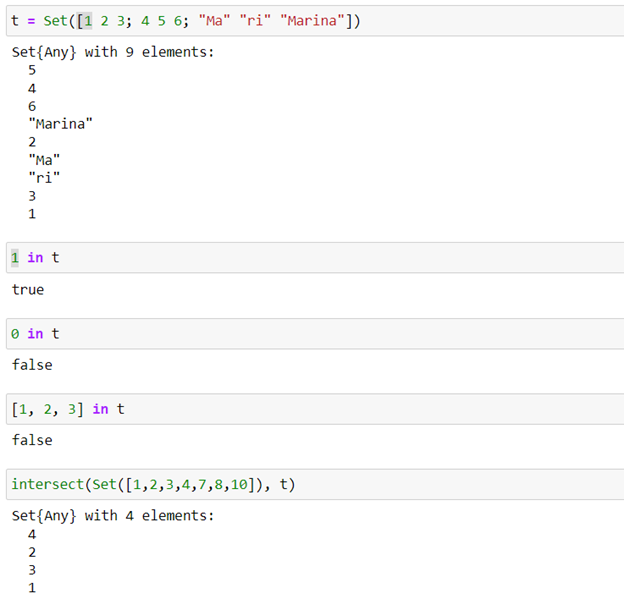 t = Set([1 2 3; 4 5 6; "Ma" "ri" "Marina"])
Set{Any} with 9 elements:
5
4
6
"Marina"
2
"Ma"
"ri"
3
1
1 in t
true
0 in t
false
[1, 2, 3] in t
false
intersect(Set([1,2,3,4,7,8,10]), t)
Set{Any} with 4 elements:
4
2
3
1